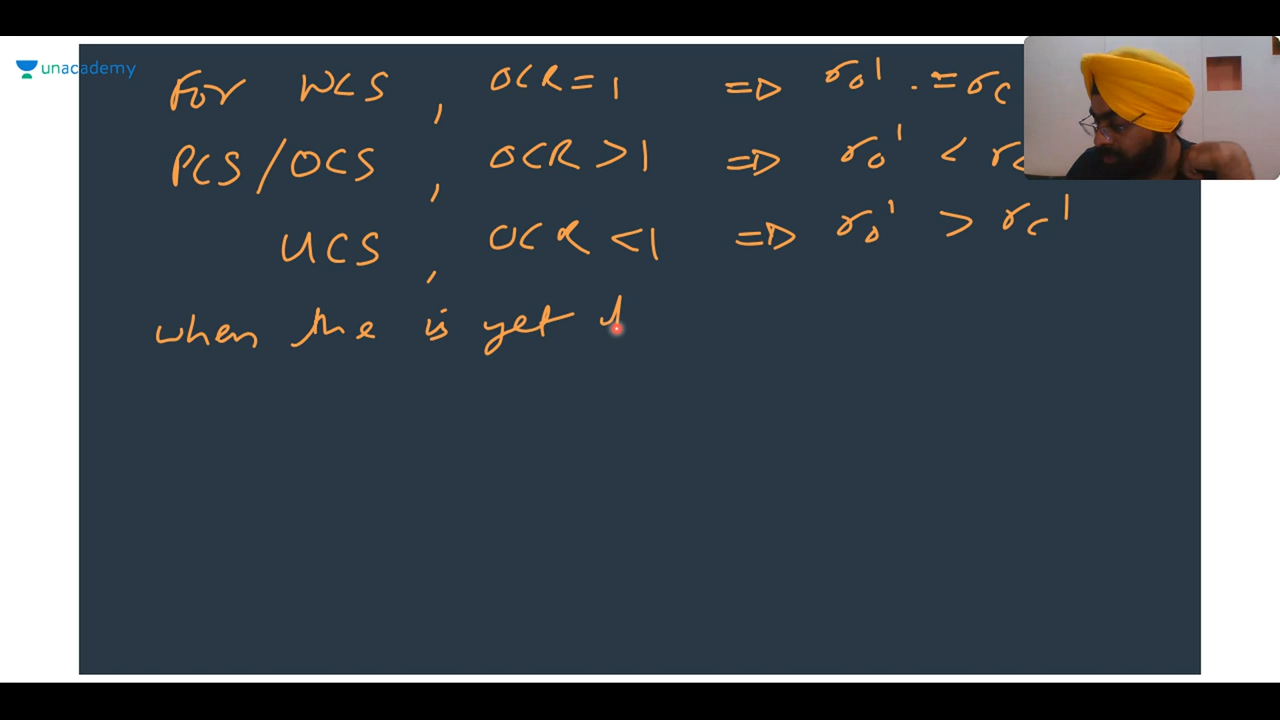 unacademy
For NCS, OCR = 1 => σ0' = σc
PCS/OCS, OCR > 1 => σ0' < σc
UCS, OCR < 1 => σ0' > σc'
when the is yet